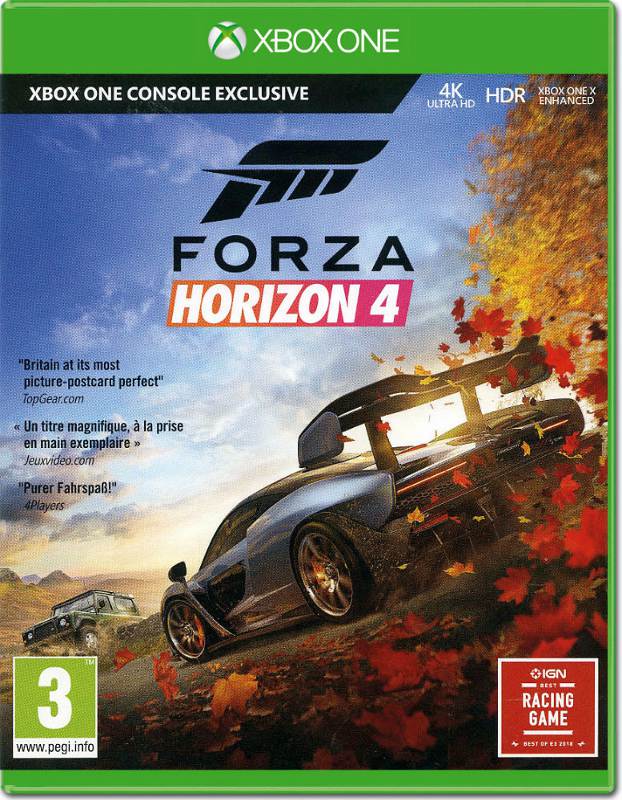 XBOX ONE
XBOX ONE CONSOLE EXCLUSIVE
4K
ULTRA HD
HDR
XBOX ONE X
ENHANCED
FORZA
HORIZON 4
"Britain at its most
picture-postcard perfect"
TopGear.com
« Un titre magnifique, à la prise
en main exemplaire »
Jeuxvideo.com
"Purer Fahrspaß!"
4Players
3
TM
www.pegi.info
IGN
BEST
RACING
GAME
BEST OF E3 2018